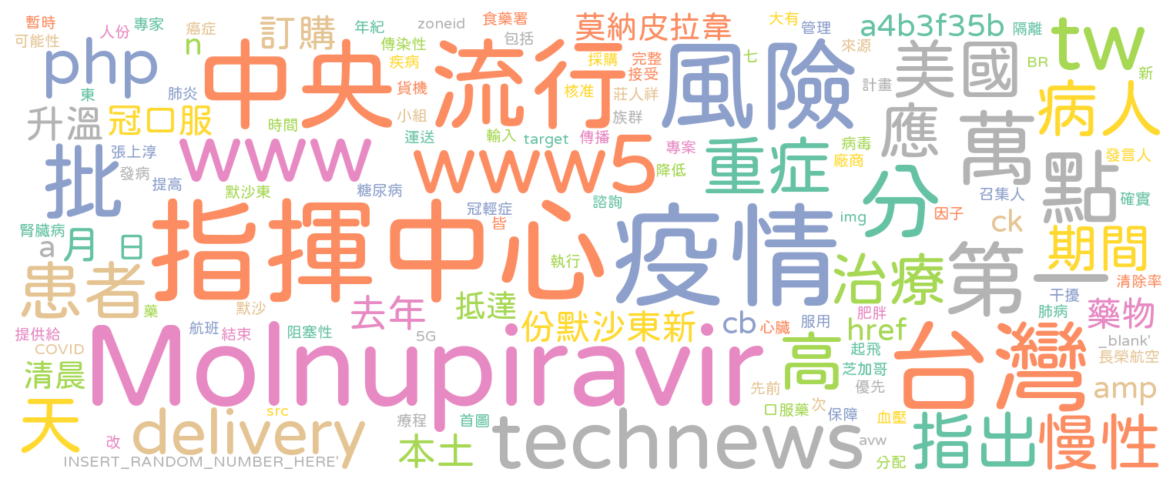 暫時 人份 專家 癌症 訂購 年紀 zoneid 食藥署 莫納皮拉韋 大有 管理 a4b3f35b 隔離 tw
可能性 php n 中央 傳染性 疾病 流行 包括 採購 完整 接受 風險 七 來源 美國 BR 新
東 肺炎 貨機 小組 核准 莊人祥 族群 計畫 病人
升溫 冠口服 時間 運送 輸入 target 傳播 專案 應 萬
批 張上淳 www www5 降低 重症 病毒 廠商 點 發言人
發病 提高 默沙東 糖尿病 冠輕症 諮詢 分 召集人 確實
腎臟病 a 月 日 指揮中心 皆 疫情 img 因子 ck 期間
執行 治療 第一 清除率
患者 藥 默沙 去年 抵達 肥胖 干擾 肺病 藥物
提供給 航班 結束 阻塞性 份默沙東新 cb 心臟 服用 href _blank'
COVID Molnupiravir 5G 高 起飛 台灣 長榮航空
清晨 芝加哥 優先 amp
天 src delivery 療程 首圖 technews 先前 口服藥 次 保障 血壓 指出 慢性
改 本土 avw 分配
INSERT_RANDOM_NUMBER_HERE'